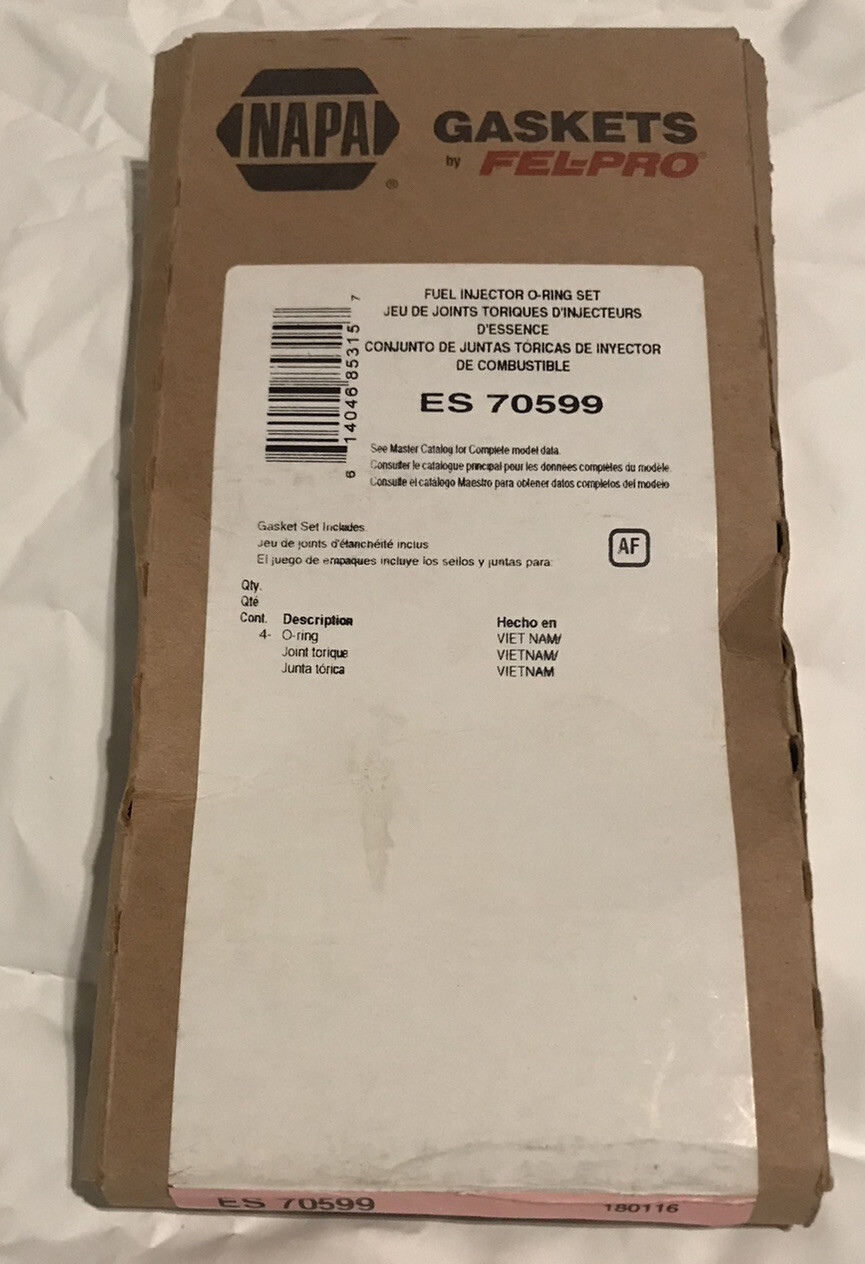 NAPA
®
GASKETS
by FEL-PRO®
FUEL INJECTOR O-RING SET
JEU DE JOINTS TORIQUES D'INJECTEURS
D'ESSENCE
CONJUNTO DE JUNTAS TÓRICAS DE INYECTOR
DE COMBUSTIBLE
6 14046 85315 7
ES 70599
See Master Catalog for Complete model data.
Consulter le catalogue principal pour les données complètes du modèle.
Consulte el catálogo Maestro para obtener datos completos del modelo
Gasket Set Includes.
Jeu de joints d'étanchéité inclus
El juego de empaques incluye los sellos y juntas para:
AF
Qty.
Qté
Cont. Description Hecho en
4- O-ring VIET NAM/
Joint torique VIETNAM/
Junta tórica VIETNAM
ES 70599 180116